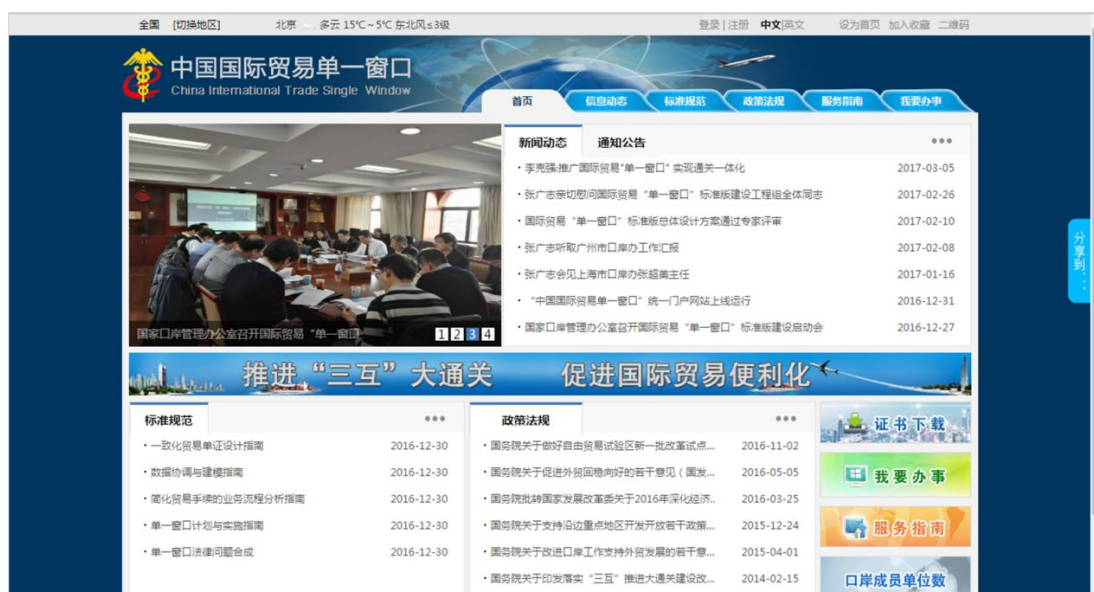 全国 [切换地区] 北京 多云 15℃~5℃ 东北风≤3级 登录 | 注册 中文|英文 设为首页 加入收藏 二维码
中国国际贸易单一窗口
China International Trade Single Window
首页 信息动态 标准规范 政策法规 服务指南 我要办事
新闻动态 通知公告
·李克强:推广国际贸易"单一窗口" 实现通关一体化 2017-03-05
·张广志亲切慰问国际贸易“单一窗口”标准版建设工程组全体同志 2017-02-26
·国际贸易“单一窗口”标准版总体设计方案通过专家评审 2017-02-10
·张广志听取广州市口岸办工作汇报 2017-02-08
·张广志会见上海市口岸办张超美主任 2017-01-16
·“中国国际贸易单一窗口”统一门户网站上线运行 2016-12-31
·国家口岸管理办公室召开国际贸易“单一窗口”标准版建设启动会 2016-12-27
国家口岸管理办公室召开国际贸易“单一窗口 1 2 3 4
分享到...
推进“三互”大通关 促进国际贸易便利化
标准规范
·一致化贸易单证设计指南 2016-12-30
·数据协调与建模指南 2016-12-30
·简化贸易手续的业务流程分析指南 2016-12-30
·单一窗口计划与实施指南 2016-12-30
·单一窗口法律问题合成 2016-12-30
政策法规
·国务院关于做好自由贸易试验区新一批改革试点... 2016-11-02
·国务院关于促进外贸回稳向好的若干意见（国发... 2016-05-05
·国务院批转国家发展改革委关于2016年深化经济.. 2016-03-25
·国务院关于支持沿边重点地区开发开放若干政策... 2015-12-24
·国务院关于改进口岸工作支持外贸发展的若干意... 2015-04-01
·国务院关于印发落实“三互”推进大通关建设改... 2014-02-15
证书下载
我要办事
服务指南
口岸成员单位数